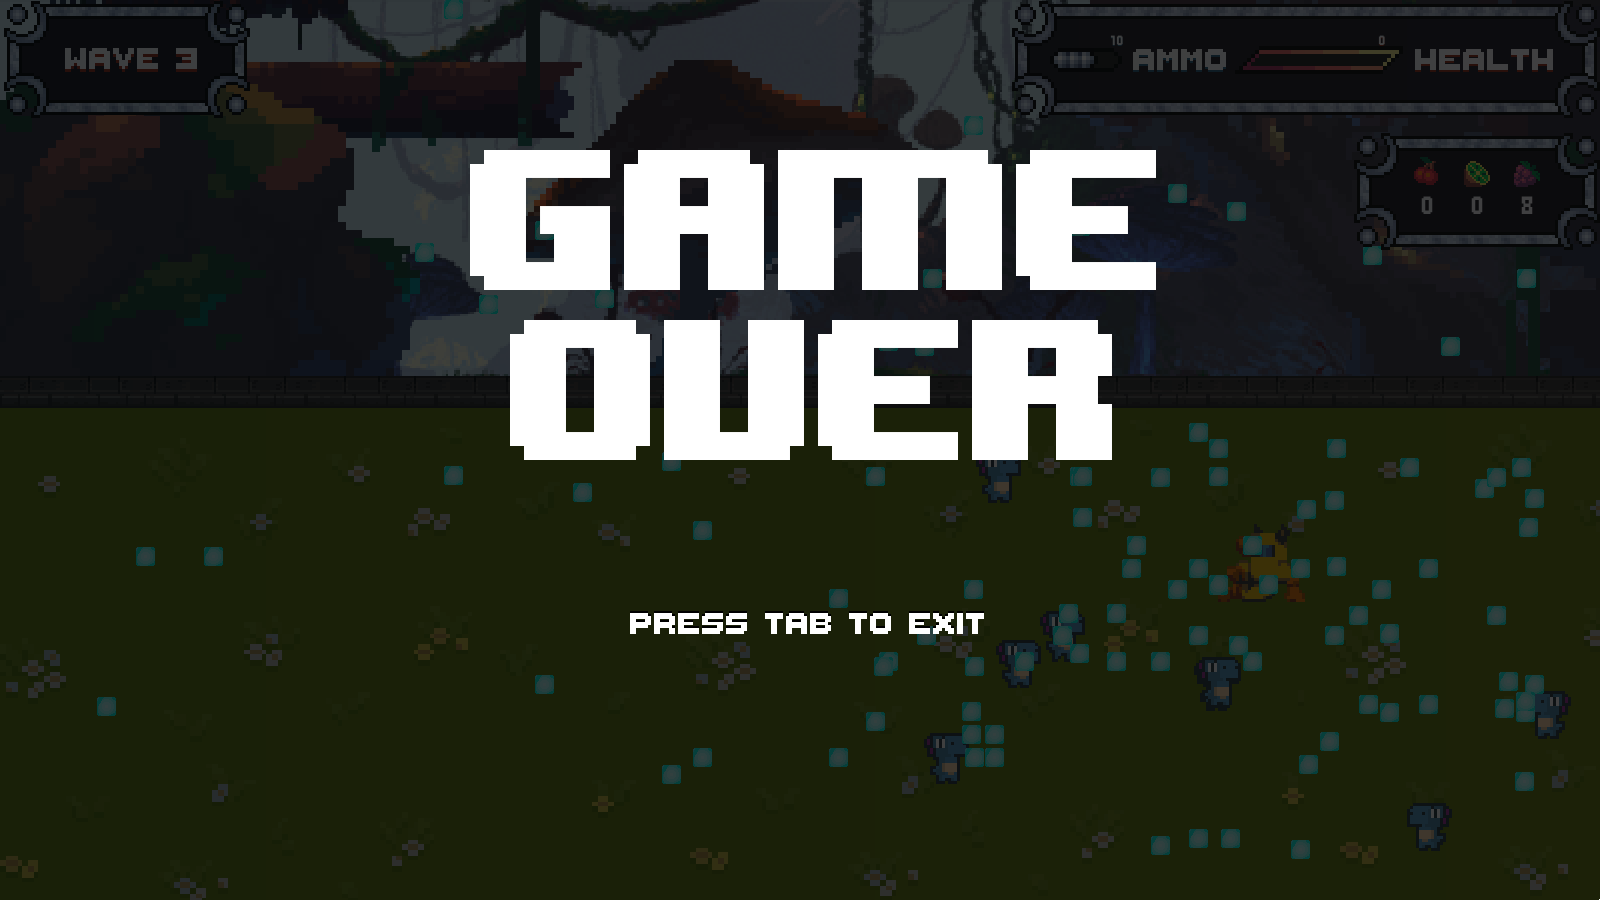 WAVE 3
10
AMMO
0
HEALTH
0 0 8
GAME
OVER
PRESS TAB TO EXIT